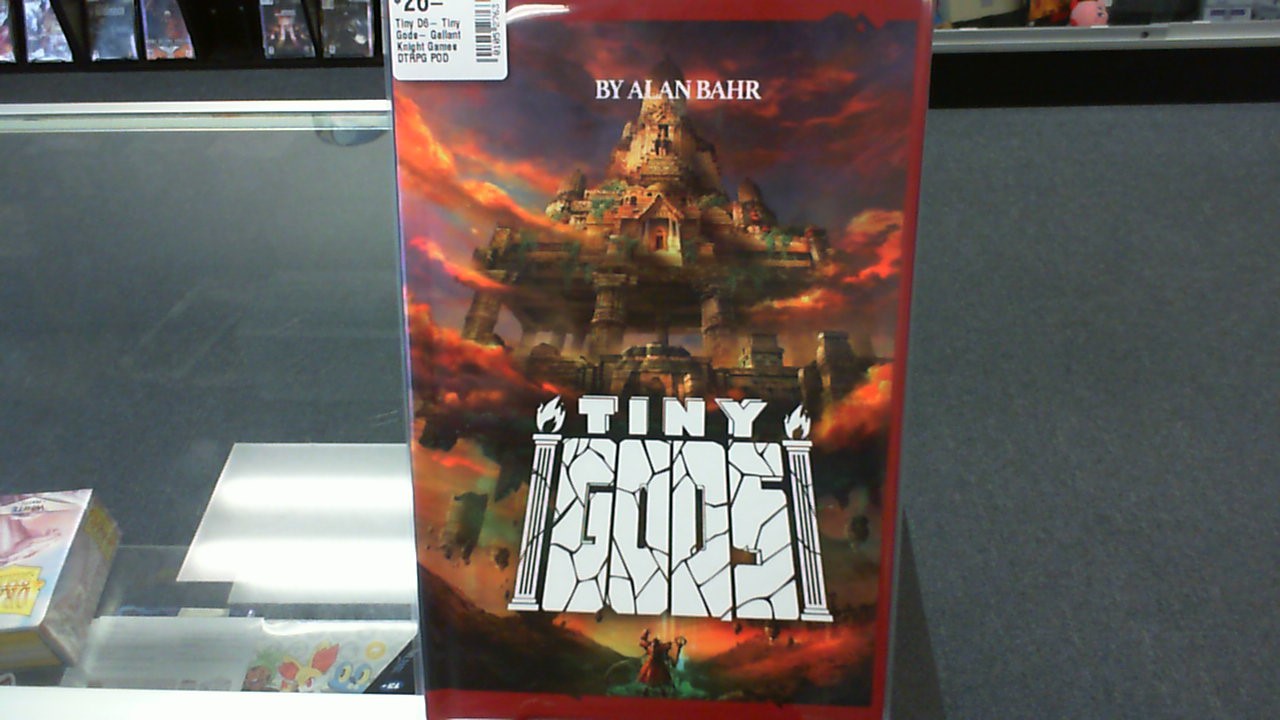 $20-
Tiny D6- Tiny
Gods- Gallant
Knight Games
DTRPG POD
BY ALAN BAHR
TINY
GODS